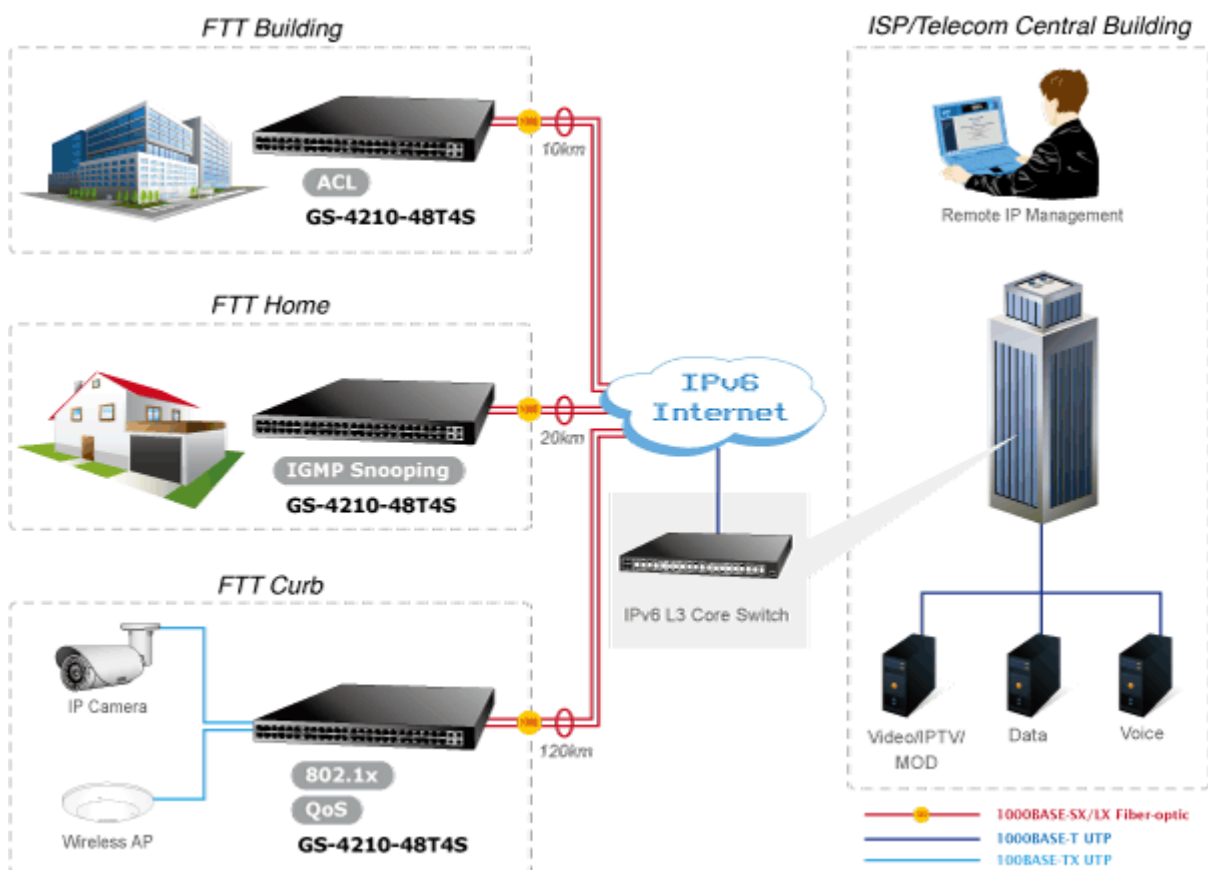 FTT Building
ACL
GS-4210-48T4S
10km
FTT Home
IGMP Snooping
GS-4210-48T4S
20km
FTT Curb
IP Camera
Wireless AP
802.1x
QoS
GS-4210-48T4S
120km
IPv6
Internet
IPv6 L3 Core Switch
ISP/Telecom Central Building
Remote IP Management
Video/IPTV/
MOD
Data
Voice
1000BASE-SX/LX Fiber-optic
1000BASE-T UTP
100BASE-TX UTP